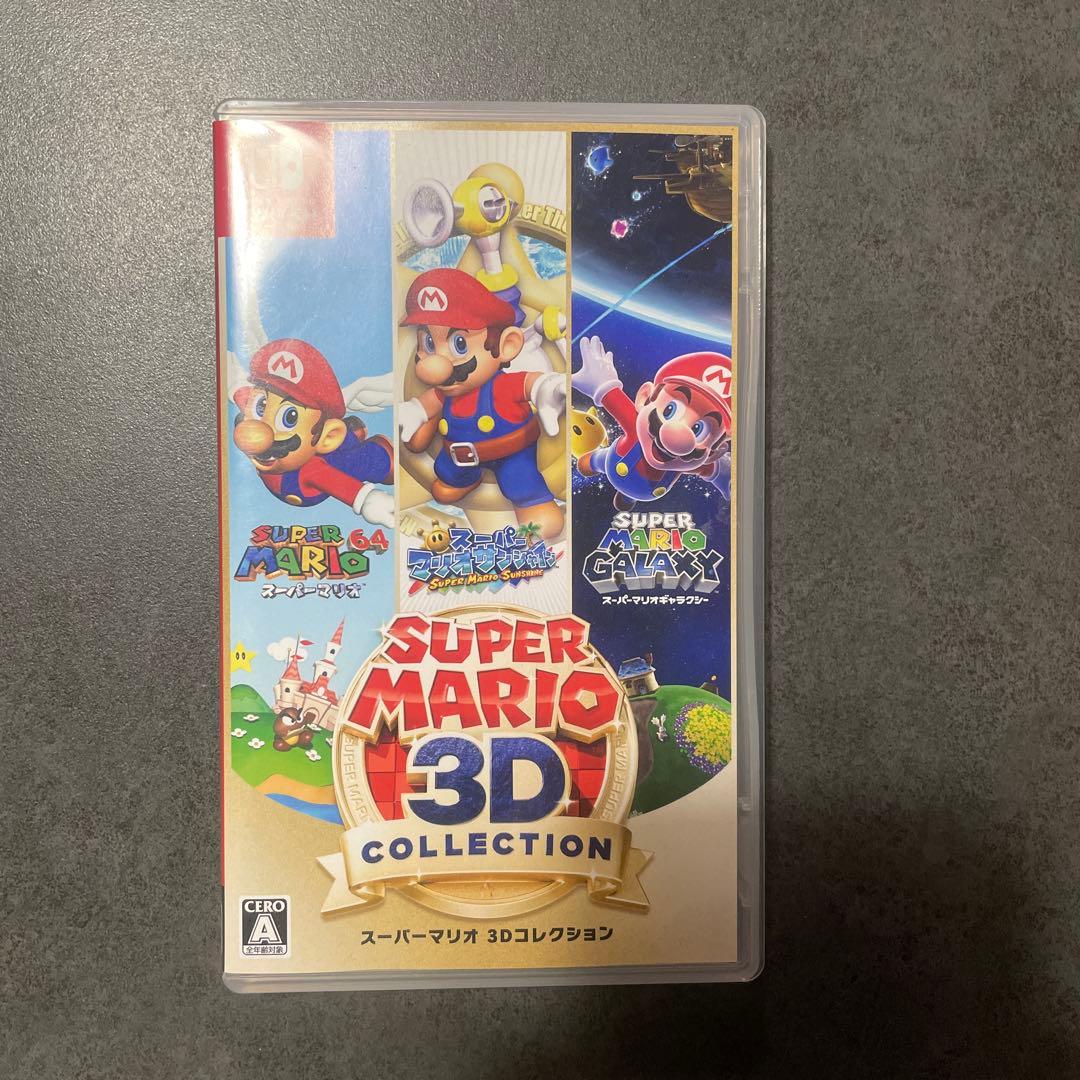 M
M
M
SUPER
MARIO 64
スーパーマリオ
スーパー
マリオサンシャイン
SUPER MARIO SUNSHINE
SUPER
MARIO
GALAXY
スーパーマリオギャラクシー
SUPER
MARIO
3D
COLLECTION
スーパーマリオ 3Dコレクション
CERO
A
全年齢対象